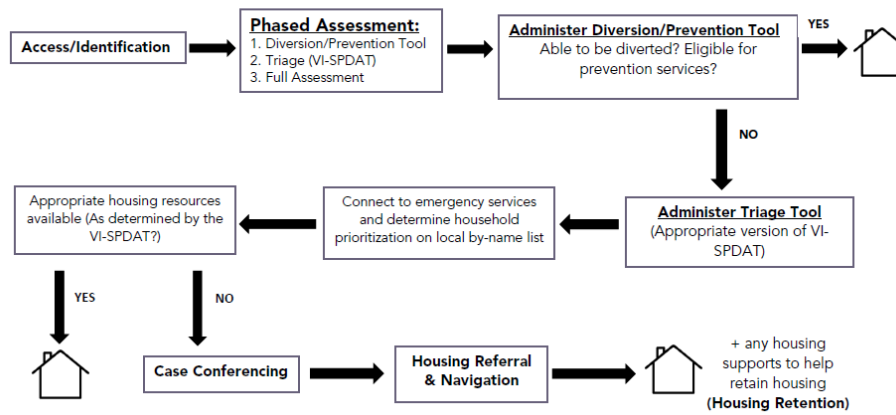 Access/Identification
Phased Assessment:
1. Diversion/Prevention Tool
2. Triage (VI-SPDAT)
3. Full Assessment
Administer Diversion/Prevention Tool
Able to be diverted? Eligible for
prevention services?
YES
NO
Administer Triage Tool
(Appropriate version of VI-
SPDAT)
Connect to emergency services
and determine household
prioritization on local by-name list
Appropriate housing resources
available (As determined by the
VI-SPDAT?)
YES
NO
Case Conferencing
Housing Referral
& Navigation
+ any housing
supports to help
retain housing
(Housing Retention)